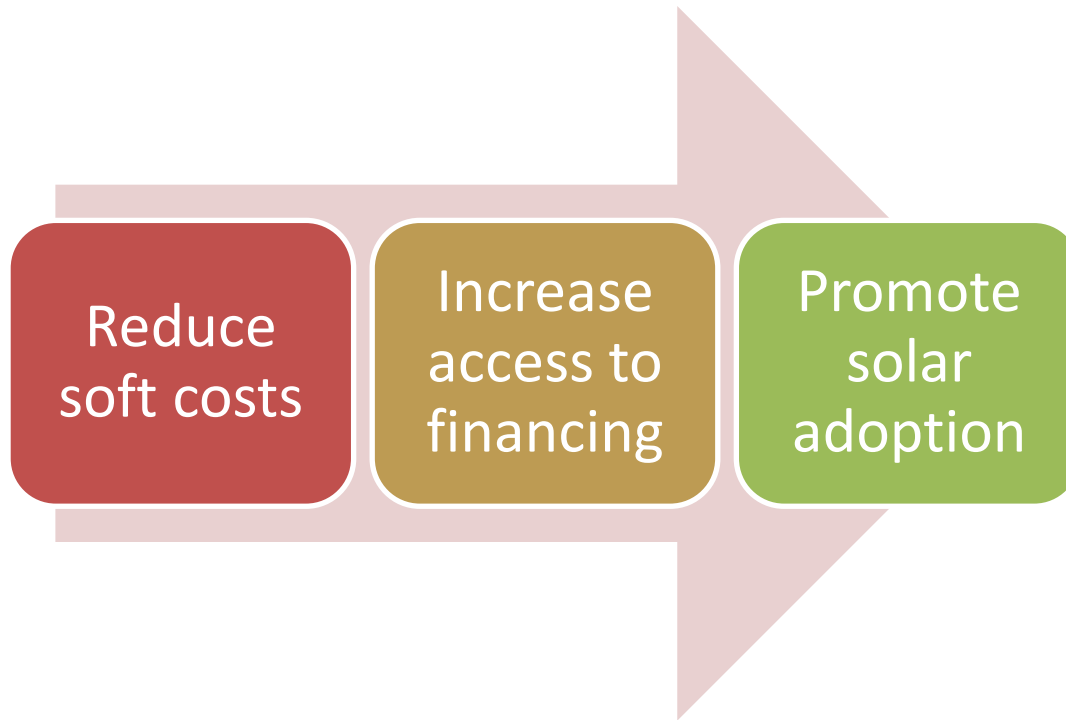 Reduce
soft costs
Increase
access to
financing
Promote
solar
adoption